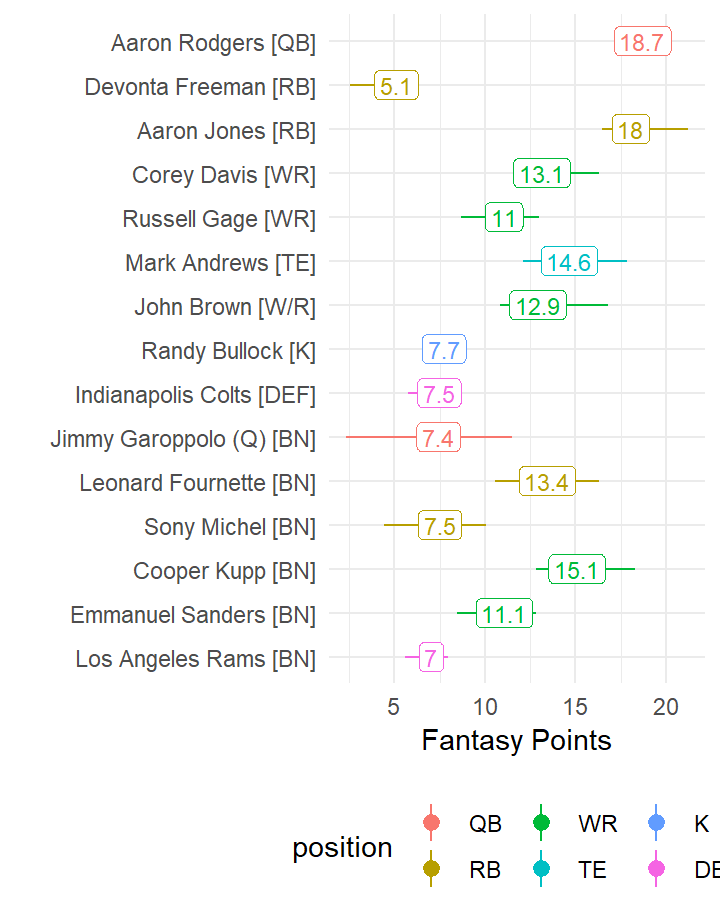 Aaron Rodgers [QB] 18.7
Devonta Freeman [RB] 5.1
Aaron Jones [RB] 18
Corey Davis [WR] 13.1
Russell Gage [WR] 11
Mark Andrews [TE] 14.6
John Brown [W/R] 12.9
Randy Bullock [K] 7.7
Indianapolis Colts [DEF] 7.5
Jimmy Garoppolo (Q) [BN] 7.4
Leonard Fournette [BN] 13.4
Sony Michel [BN] 7.5
Cooper Kupp [BN] 15.1
Emmanuel Sanders [BN] 11.1
Los Angeles Rams [BN] 7
5 10 15 20
Fantasy Points
position
QB WR K
RB TE